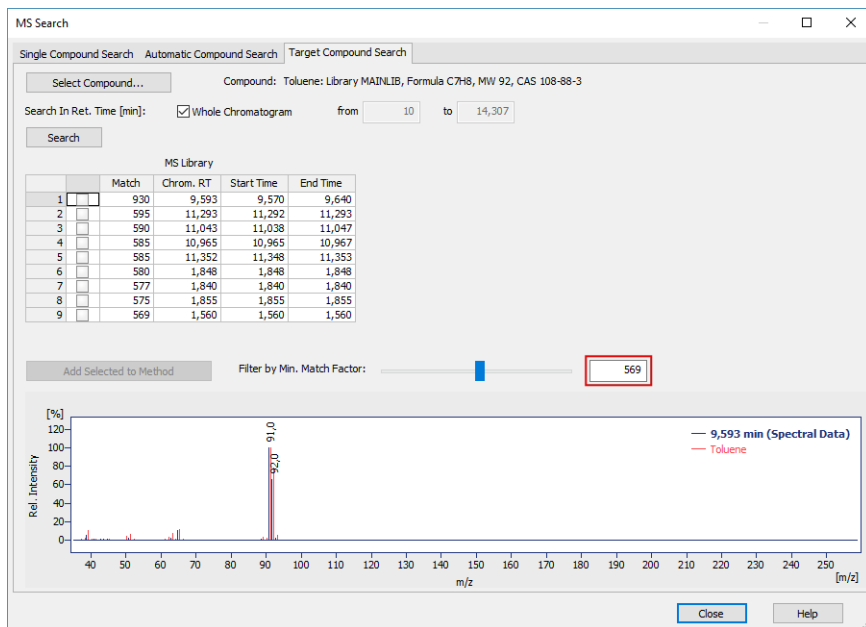 MS Search
Single Compound Search Automatic Compound Search Target Compound Search
Select Compound... Compound: Toluene: Library MAINLIB, Formula C7H8, MW 92, CAS 108-88-3
Search In Ret. Time [min]: Whole Chromatogram from 10 to 14,307
Search
MS Library
Match Chrom. RT Start Time End Time
1 930 9,593 9,570 9,640
2 595 11,293 11,292 11,293
3 590 11,043 11,038 11,047
4 585 10,965 10,965 10,967
5 585 11,352 11,348 11,353
6 580 1,848 1,848 1,848
7 577 1,840 1,840 1,840
8 575 1,855 1,855 1,855
9 569 1,560 1,560 1,560
Add Selected to Method Filter by Min. Match Factor: 569
[%]
120
100
80
60
40
20
0
Rel. Intensity
91,0
92,0
9,593 min (Spectral Data)
Toluene
40 50 60 70 80 90 100 110 120 130 140 150 160 170 180 190 200 210 220 230 240 250
m/z [m/z]
Close Help